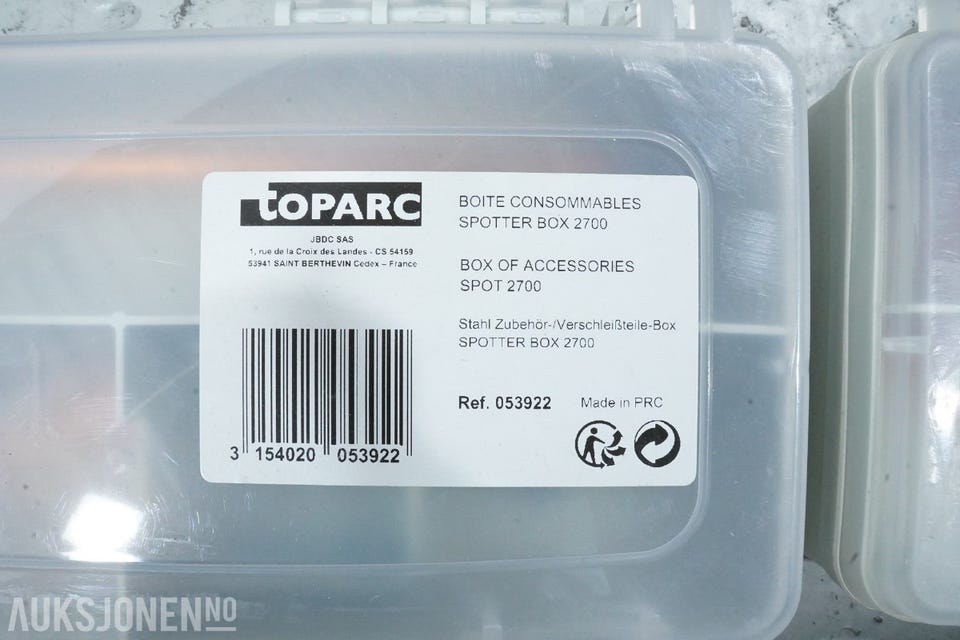 tOPARC
JBDC SAS
1, rue de la Croix des Landes - CS 54159
53941 SAINT BERTHEVIN Cedex – France
BOITE CONSOMMABLES
SPOTTER BOX 2700
BOX OF ACCESSORIES
SPOT 2700
Stahl Zubehör-/Verschleißteile-Box
SPOTTER BOX 2700
Ref. 053922 Made in PRC
3 154020 053922
AUKSJONEN.NO